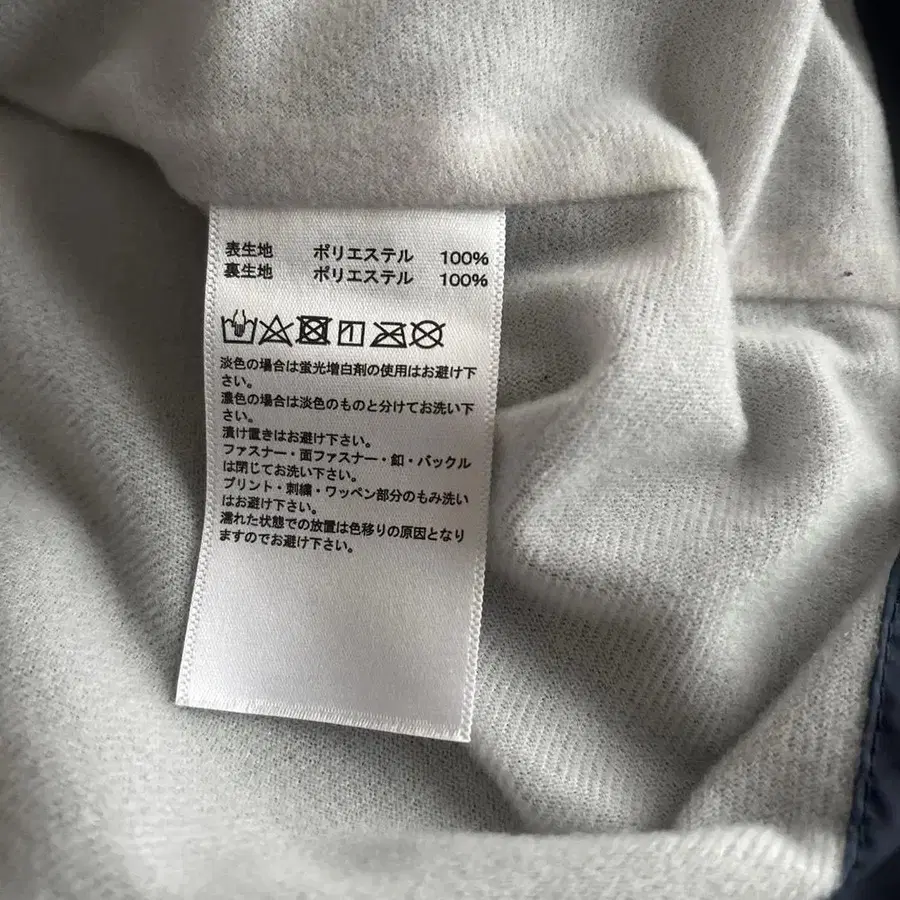 表生地 ポリエステル 100%
裏生地 ポリエステル 100%
淡色の場合は蛍光増白剤の使用はお避け下
さい。
濃色の場合は淡色のものと分けてお洗い下
さい。
漬け置きはお避け下さい。
ファスナー・面ファスナー・釦・バックル
は閉じてお洗い下さい。
プリント・刺繍・ワッペン部分のもみ洗い
はお避け下さい。
濡れた状態での放置は色移りの原因となり
ますのでお避け下さい。